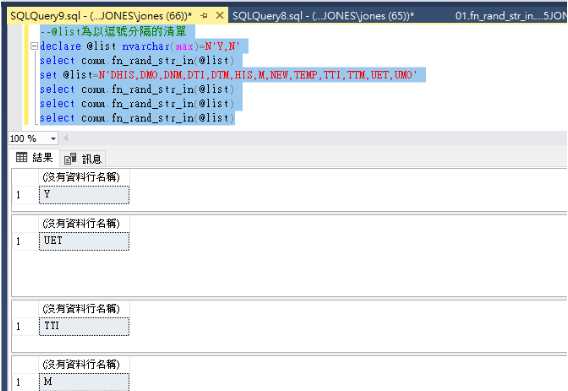 SQLQuery9.sql - (...JONES\jones (66))* SQLQuery8.sql - (...JONES\jones (65))* 01.fn_rand_str_in....5JON
--@list為以逗號分隔的清單
declare @list nvarchar(max)=N'Y,N'
select comm.fn_rand_str_in(@list)
set @list=N'DHIS,DMO,DNM,DTI,DTM,HIS,M,NEW,TEMP,TTI,TTM,UET,UMO'
select comm.fn_rand_str_in(@list)
select comm.fn_rand_str_in(@list)
select comm.fn_rand_str_in(@list)
100 %
結果 訊息
(沒有資料行名稱)
1 Y
(沒有資料行名稱)
1 UET
(沒有資料行名稱)
1 TTI
(沒有資料行名稱)
1 M